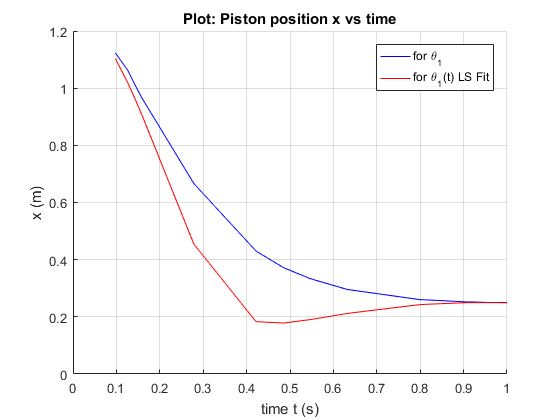 Plot: Piston position x vs time
for θ₁
for θ₁(t) LS Fit
x (m)
1.2
1
0.8
0.6
0.4
0.2
0
0 0.1 0.2 0.3 0.4 0.5 0.6 0.7 0.8 0.9 1
time t (s)